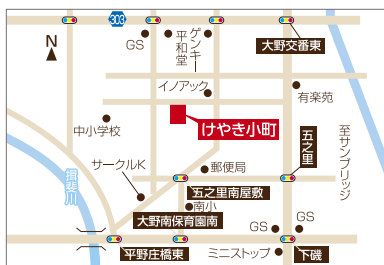 303
N
GS
平和堂
ゲンキー
大野交番東
イノアック
有楽苑
中小学校
けやき小町
五之里
至サンブリッジ
郵便局
サークルK
揖斐川
五之里南屋敷
南小
大野南保育園南
GS
GS
平野庄橋東
ミニストップ
下磯